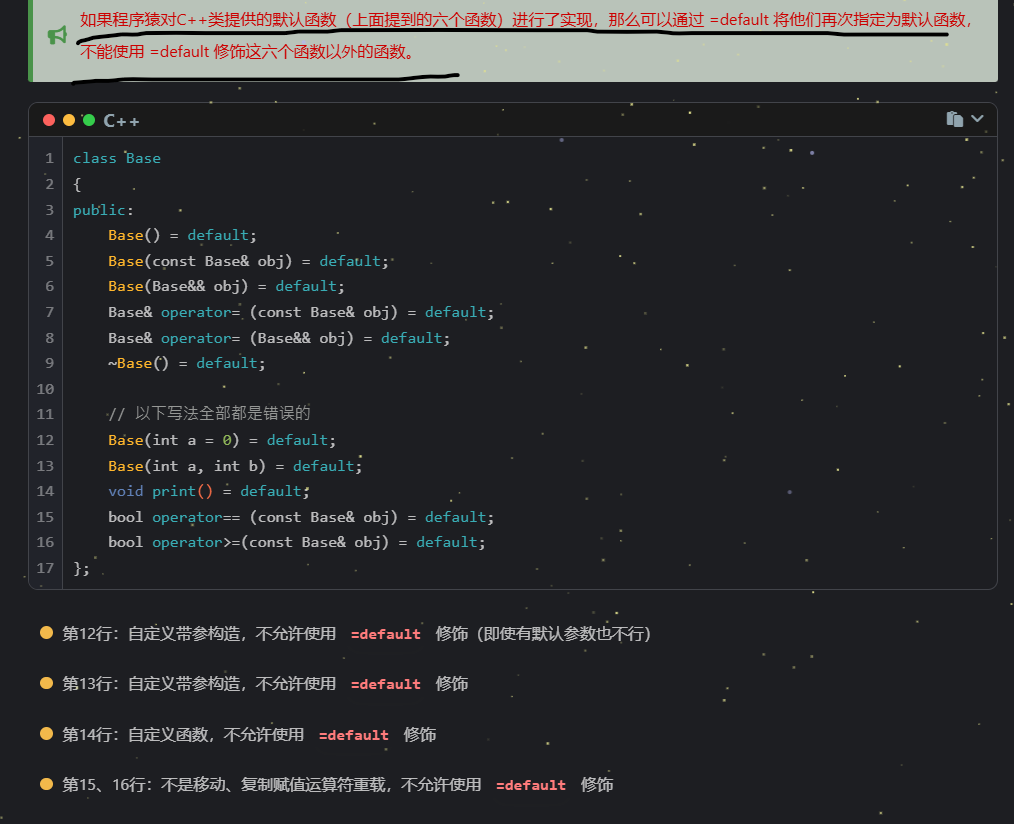 如果程序猿对C++类提供的默认函数（上面提到的六个函数）进行了实现，那么可以通过 =default 将他们再次指定为默认函数，
不能使用 =default 修饰这六个函数以外的函数。
C++
1 class Base
2 {
3 public:
4 Base() = default;
5 Base(const Base& obj) = default;
6 Base(Base&& obj) = default;
7 Base& operator= (const Base& obj) = default;
8 Base& operator= (Base&& obj) = default;
9 ~Base() = default;
10
11 // 以下写法全部都是错误的
12 Base(int a = 0) = default;
13 Base(int a, int b) = default;
14 void print() = default;
15 bool operator== (const Base& obj) = default;
16 bool operator>=(const Base& obj) = default;
17 };
第12行：自定义带参构造，不允许使用 =default 修饰（即使有默认参数也不行）
第13行：自定义带参构造，不允许使用 =default 修饰
第14行：自定义函数，不允许使用 =default 修饰
第15、16行：不是移动、复制赋值运算符重载，不允许使用 =default 修饰